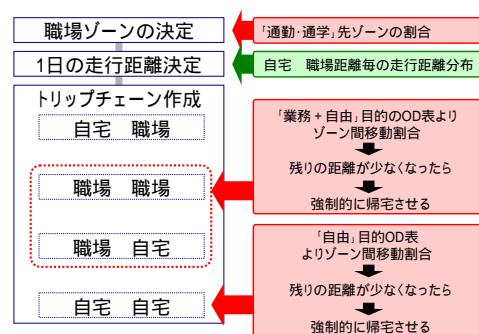 職場ゾーンの決定
「通勤・通学」先ゾーンの割合
1日の走行距離決定
自宅　職場距離毎の走行距離分布
トリップチェーン作成
自宅　職場
職場　職場
職場　自宅
自宅　自宅
「業務+自由」目的のOD表より
ゾーン間移動割合
残りの距離が少なくなったら
強制的に帰宅させる
「自由」目的OD表
よりゾーン間移動割合
残りの距離が少なくなったら
強制的に帰宅させる